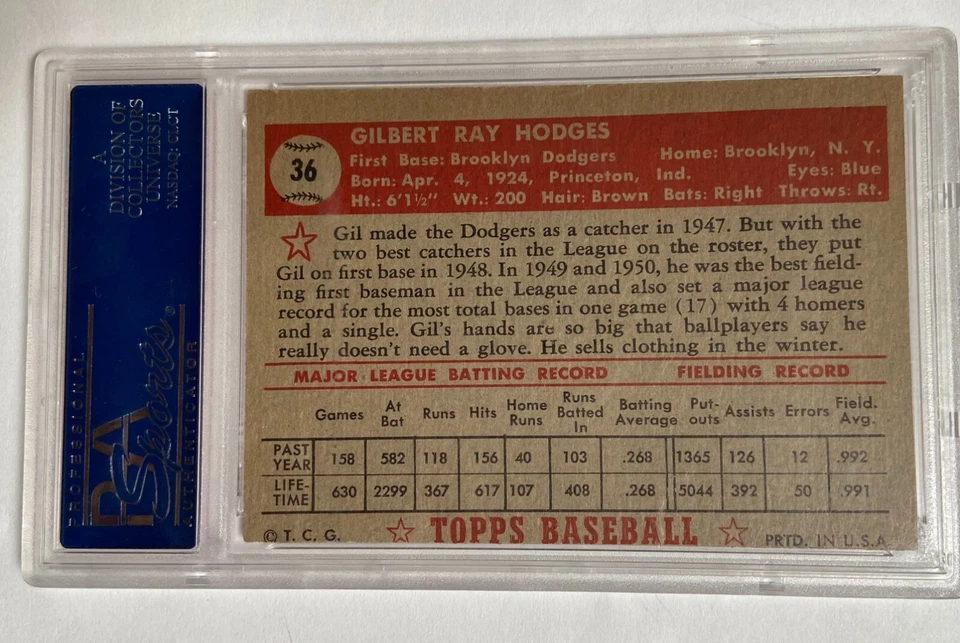 A
DIVISION OF
COLLECTORS
UNIVERSE
NASDAQ: CLCT
PROFESSIONAL
PSA
Sports®
AUTHENTICATOR
36
GILBERT RAY HODGES
First Base: Brooklyn Dodgers Home: Brooklyn, N. Y.
Born: Apr. 4, 1924, Princeton, Ind. Eyes: Blue
Ht.: 6'1½" Wt.: 200 Hair: Brown Bats: Right Throws: Rt.
Gil made the Dodgers as a catcher in 1947. But with the
two best catchers in the League on the roster, they put
Gil on first base in 1948. In 1949 and 1950, he was the best field-
ing first baseman in the League and also set a major league
record for the most total bases in one game (17) with 4 homers
and a single. Gil's hands are so big that ballplayers say he
really doesn't need a glove. He sells clothing in the winter.
MAJOR LEAGUE BATTING RECORD FIELDING RECORD
Games At Bat Runs Hits Home Runs Runs Batted In Batting Average Put-outs Assists Errors Field. Avg.
PAST YEAR 158 582 118 156 40 103 .268 1365 126 12 .992
LIFE-TIME 630 2299 367 617 107 408 .268 5044 392 50 .991
© T. C. G. TOPPS BASEBALL PRTD. IN U.S.A